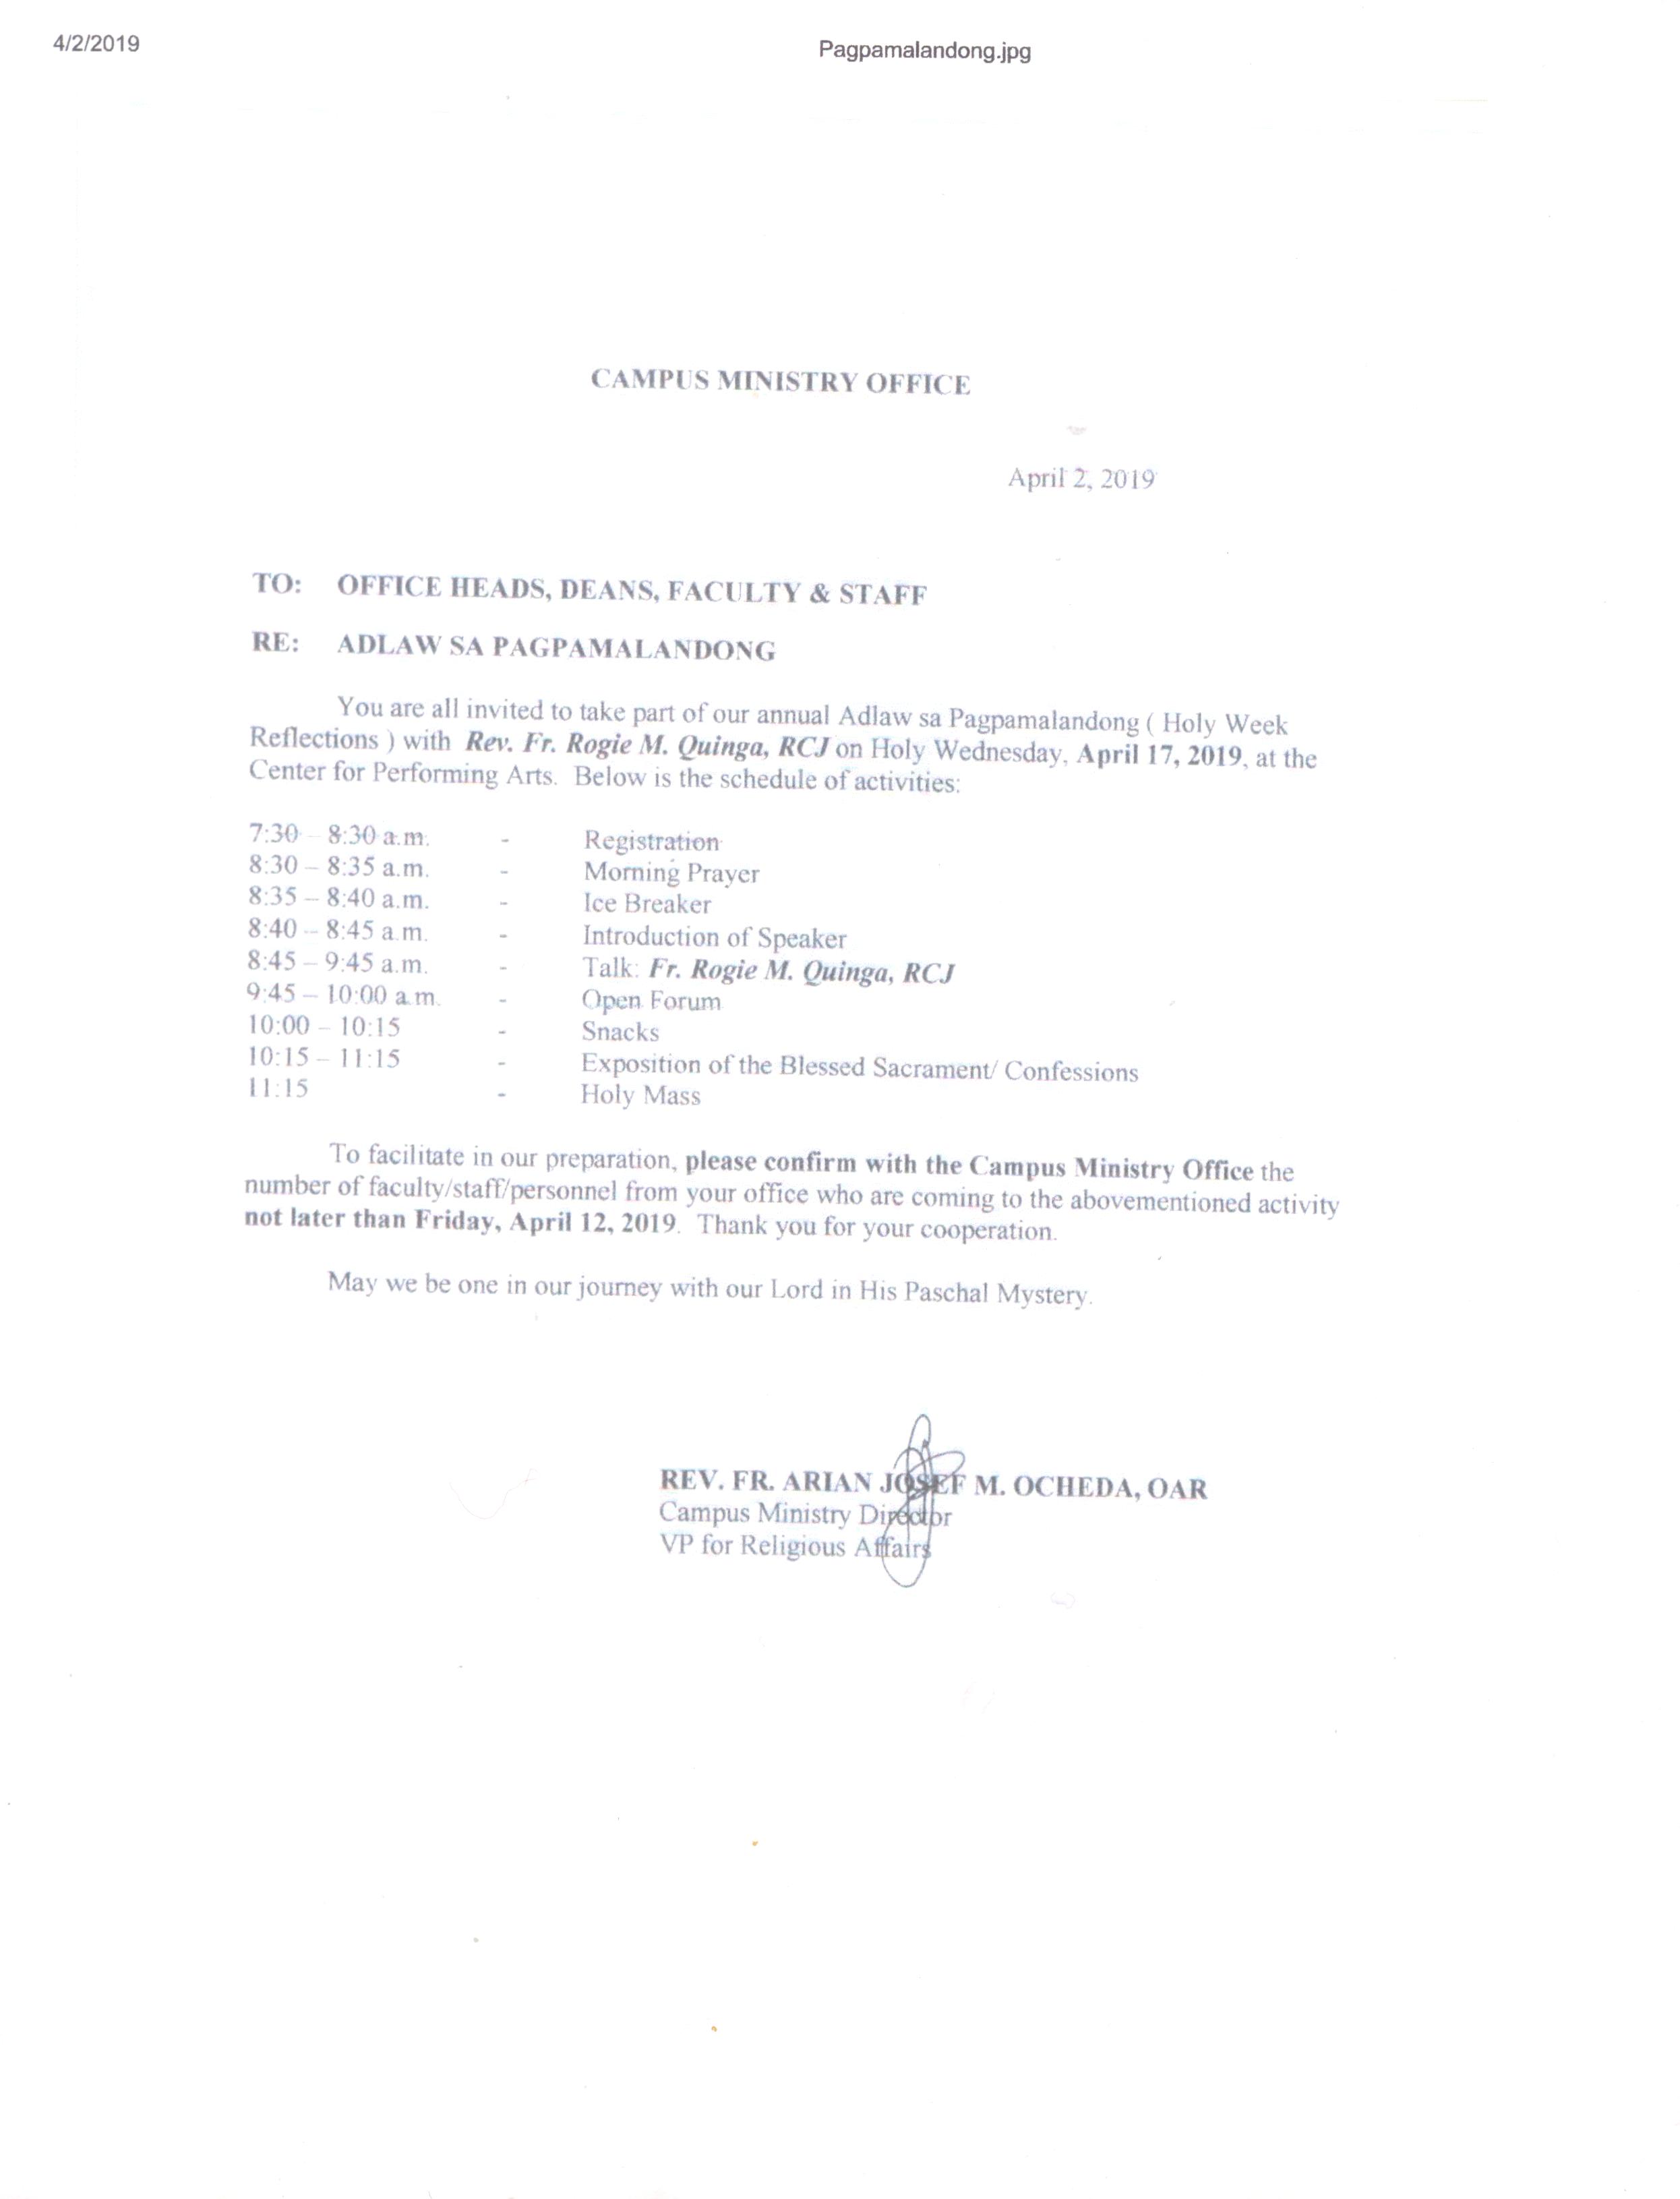 4/2/2019
Pagpamalandong.jpg
CAMPUS MINISTRY OFFICE
April 2, 2019
TO: OFFICE HEADS, DEANS, FACULTY & STAFF
RE: ADLAW SA PAGPAMALANDONG
You are all invited to take part of our annual Adlaw sa Pagpamalandong ( Holy Week
Reflections ) with Rev. Fr. Rogie M. Quinga, RCJ on Holy Wednesday, April 17, 2019, at the
Center for Performing Arts. Below is the schedule of activities:
7:30 – 8:30 a.m. - Registration
8:30 – 8:35 a.m. - Morning Prayer
8:35 – 8:40 a.m. - Ice Breaker
8:40 – 8:45 a.m. - Introduction of Speaker
8:45 – 9:45 a.m. - Talk: Fr. Rogie M. Quinga, RCJ
9:45 – 10:00 a.m. - Open Forum
10:00 – 10:15 - Snacks
10:15 – 11:15 - Exposition of the Blessed Sacrament/ Confessions
11:15 - Holy Mass
To facilitate in our preparation, please confirm with the Campus Ministry Office the
number of faculty/staff/personnel from your office who are coming to the abovementioned activity
not later than Friday, April 12, 2019. Thank you for your cooperation.
May we be one in our journey with our Lord in His Paschal Mystery.
REV. FR. ARIAN JOSEF M. OCHEDA, OAR
Campus Ministry Director
VP for Religious Affairs